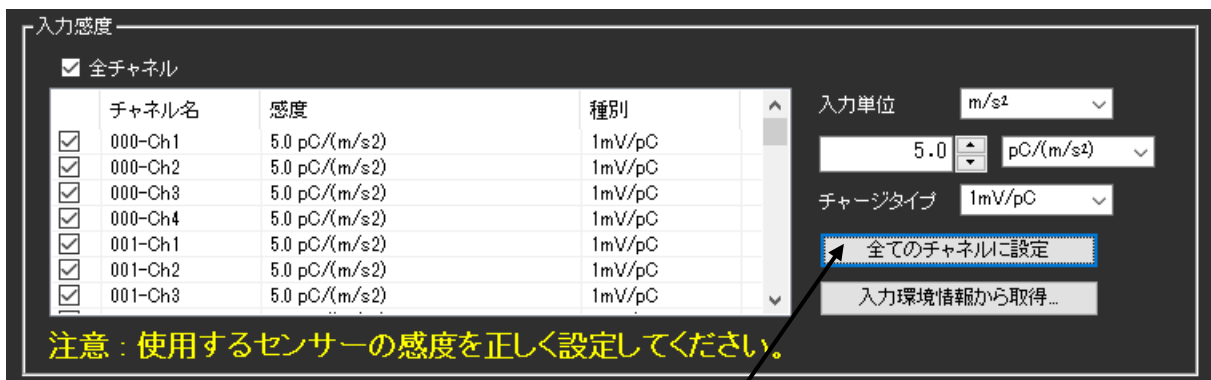 入力感度
全チャネル
チャネル名 感度 種別
000-Ch1 5.0 pC/(m/s2) 1mV/pC
000-Ch2 5.0 pC/(m/s2) 1mV/pC
000-Ch3 5.0 pC/(m/s2) 1mV/pC
000-Ch4 5.0 pC/(m/s2) 1mV/pC
001-Ch1 5.0 pC/(m/s2) 1mV/pC
001-Ch2 5.0 pC/(m/s2) 1mV/pC
001-Ch3 5.0 pC/(m/s2) 1mV/pC
入力単位 m/s²
5.0 pC/(m/s²)
チャージタイプ 1mV/pC
全てのチャネルに設定
入力環境情報から取得...
注意：使用するセンサーの感度を正しく設定してください。